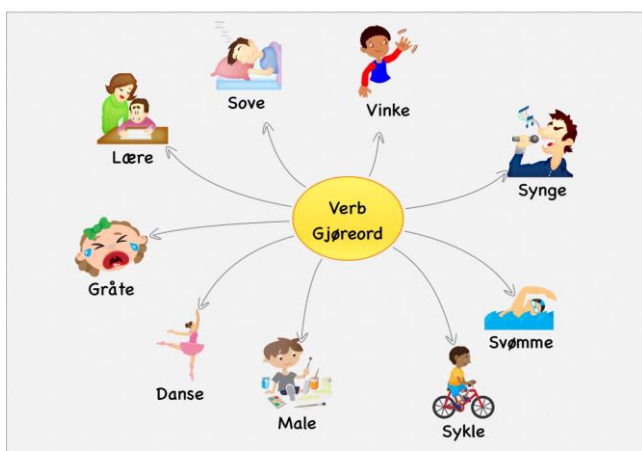 Sove
Vinke
Lære
Synge
Verb
Gjøreord
Gråte
Svømme
Danse
Male
Sykle